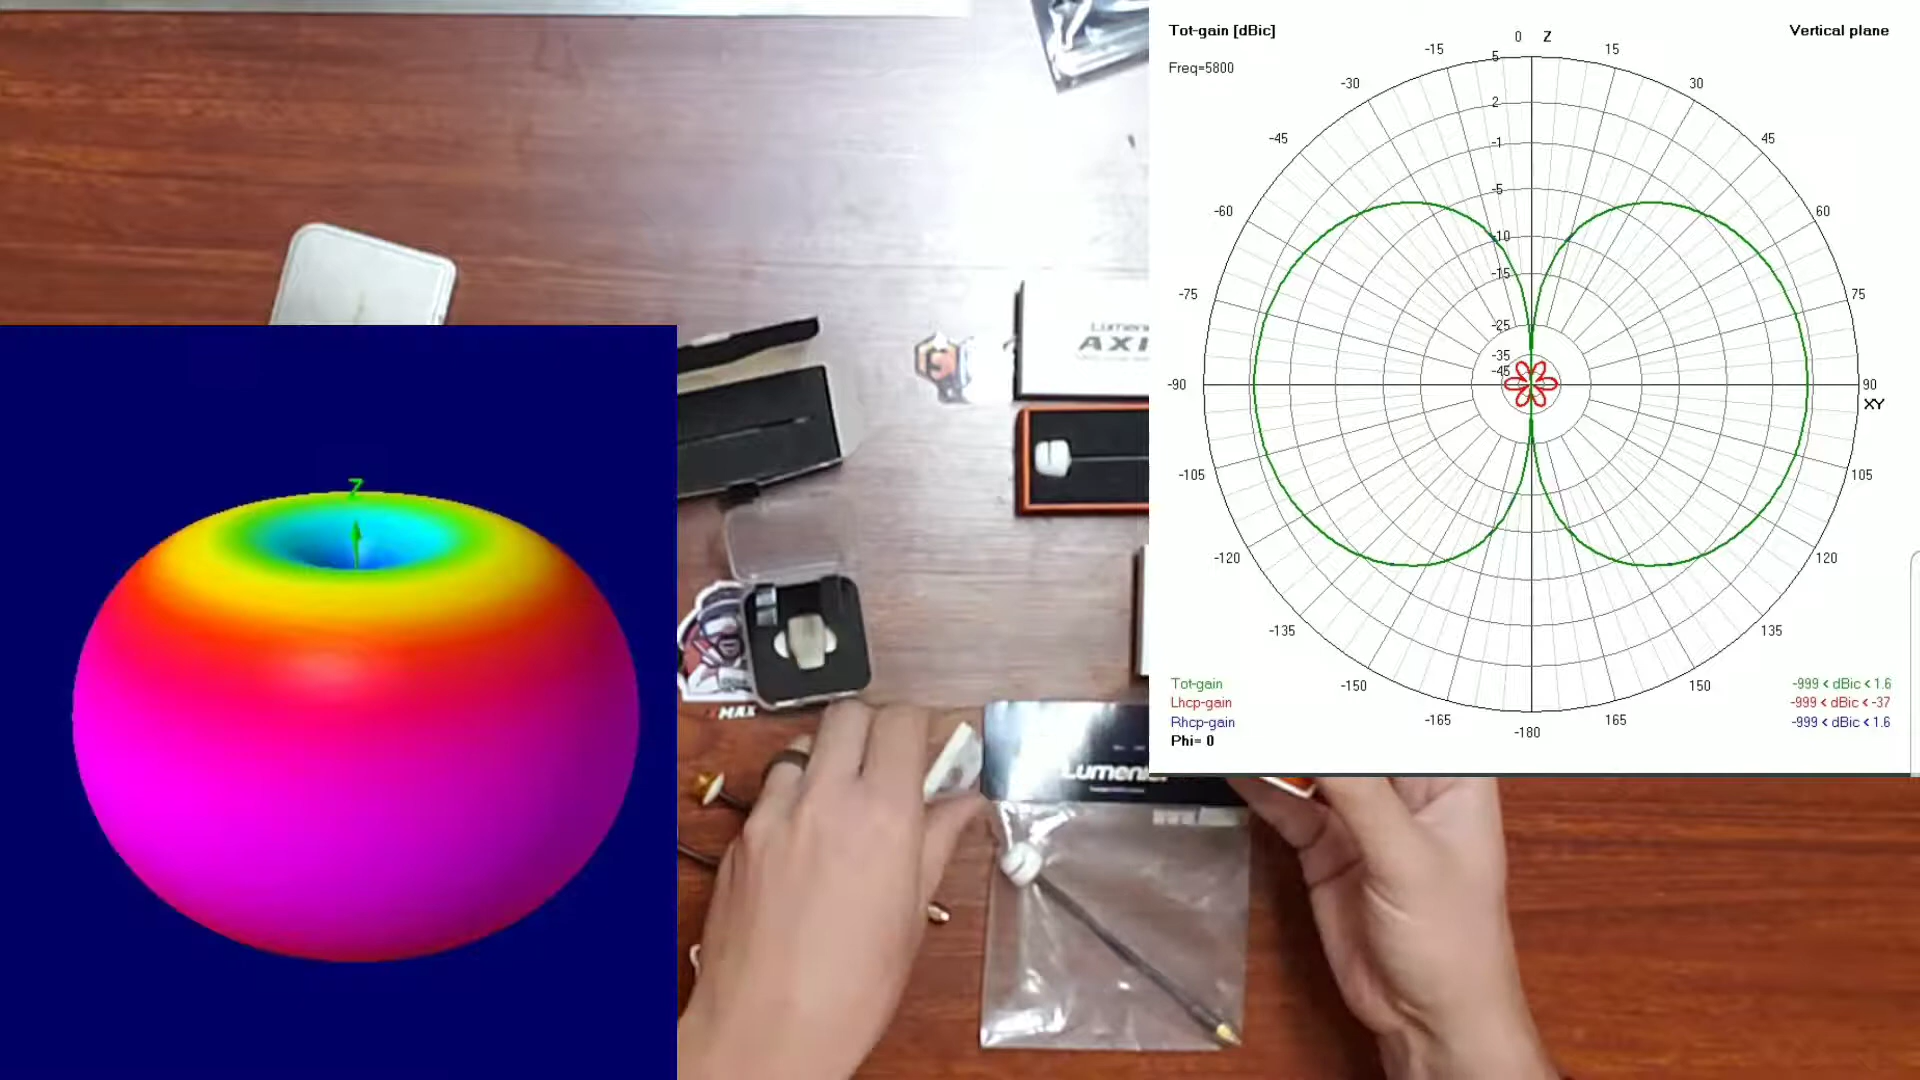 Tot-gain [dBic]
Vertical plane
Freq=5800
0 Z
-15 15
-30 30
-45 45
-60 60
-75 75
-90 90
XY
-105 105
-120 120
-135 135
-150 150
-165 165
-180
5
2
-1
-5
-10
-15
-25
-35
-45
Tot-gain -999 < dBic < 1.6
Lhcp-gain -999 < dBic < -37
Rhcp-gain -999 < dBic < 1.6
Phi= 0
Z
Lumeni
AXI
MAX
Lumeni